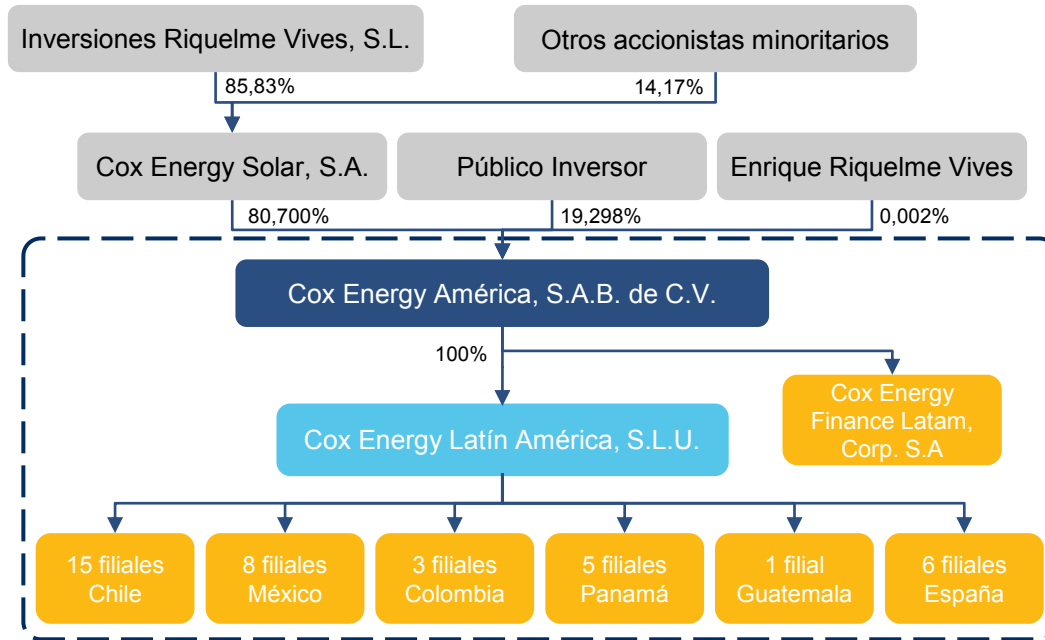 Inversiones Riquelme Vives, S.L.
Otros accionistas minoritarios
85,83%
14,17%
Cox Energy Solar, S.A.
Público Inversor
Enrique Riquelme Vives
80,700%
19,298%
0,002%
Cox Energy América, S.A.B. de C.V.
100%
Cox Energy
Finance Latam,
Corp. S.A
Cox Energy Latín América, S.L.U.
15 filiales
Chile
8 filiales
México
3 filiales
Colombia
5 filiales
Panamá
1 filial
Guatemala
6 filiales
España